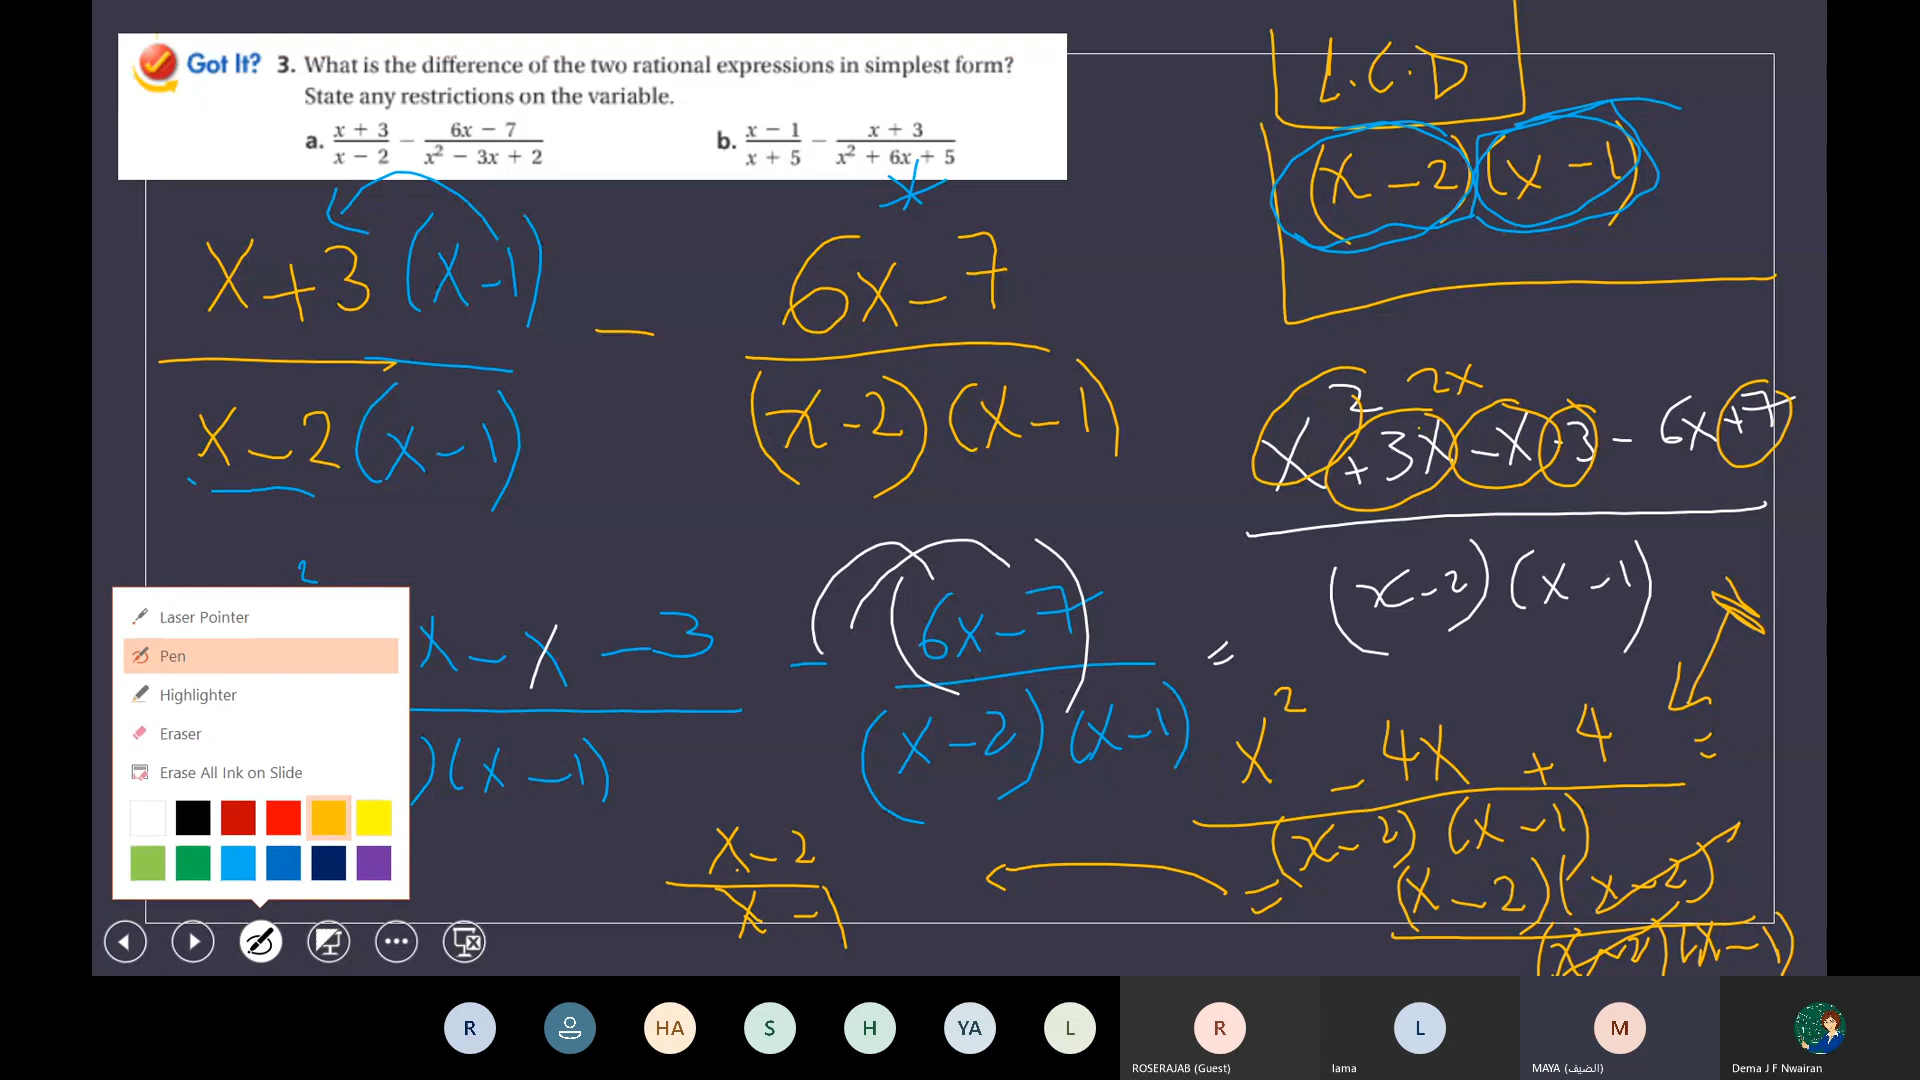 Got It? 3. What is the difference of the two rational expressions in simplest form?
State any restrictions on the variable.
a. x + 3 / x − 2 − 6x − 7 / x² − 3x + 2
b. x − 1 / x + 5 − x + 3 / x² + 6x + 5
L.C.D
(x-2)(x-1)
x+3 (x-1) / x-2 (x-1) - 6x-7 / (x-2)(x-1)
2x
x² +3x -x -3 - 6x +7 / (x-2)(x-1)
2
x - x - 3 / )(x-1) - (6x-7) / (x-2)(x-1) =
x² - 4x + 4 / (x-2)(x-1) =
= (x-2)(x-2) / (x-2)(x-1)
x-2 / x-1
Laser Pointer
Pen
Highlighter
Eraser
Erase All Ink on Slide
R
HA
S
H
YA
L
R
L
M
ROSERAJAB (Guest)
lama
MAYA (الضيف)
Dema J F Nwairan